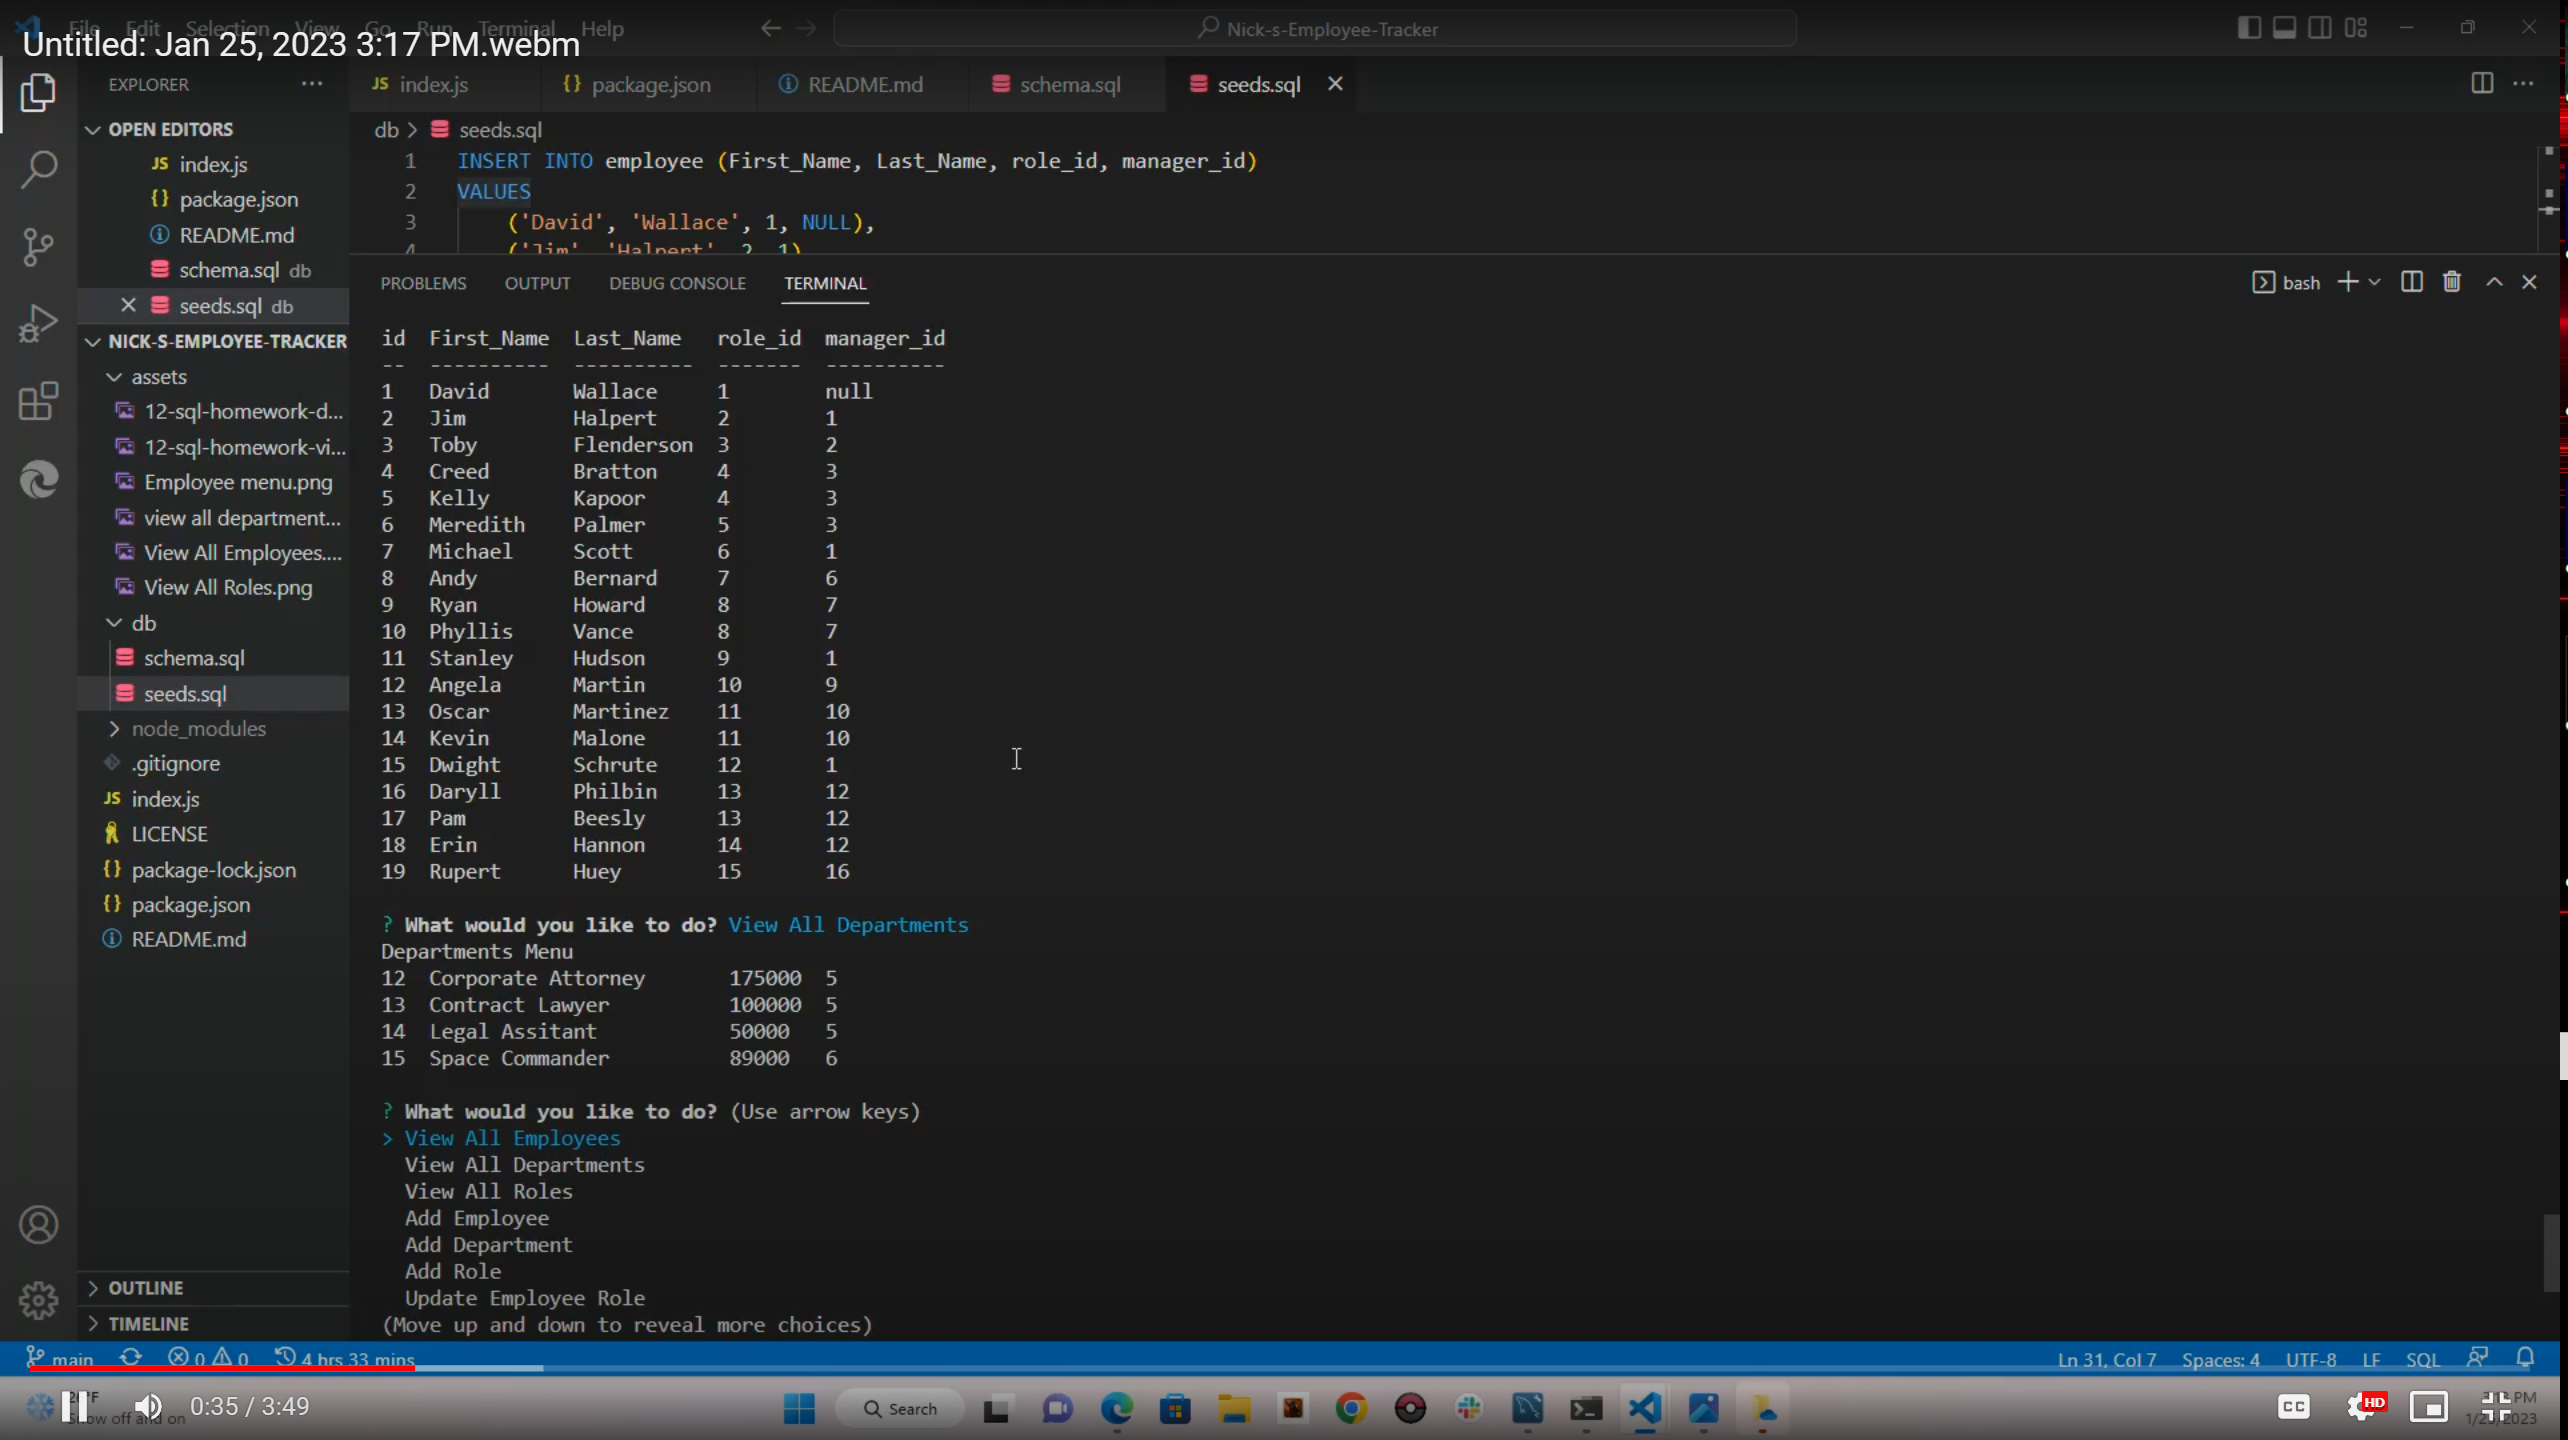 File Edit Selection View Go Run Terminal Help
Nick-s-Employee-Tracker
Untitled: Jan 25, 2023 3:17 PM.webm
EXPLORER
JS index.js
{} package.json
README.md
schema.sql
seeds.sql
OPEN EDITORS
JS index.js
{} package.json
README.md
schema.sql db
seeds.sql db
NICK-S-EMPLOYEE-TRACKER
assets
12-sql-homework-d...
12-sql-homework-vi...
Employee menu.png
view all department...
View All Employees....
View All Roles.png
db
schema.sql
seeds.sql
node_modules
.gitignore
JS index.js
LICENSE
{} package-lock.json
{} package.json
README.md
OUTLINE
TIMELINE
db > seeds.sql
1 INSERT INTO employee (First_Name, Last_Name, role_id, manager_id)
2 VALUES
3 ('David', 'Wallace', 1, NULL),
4 ('Jim', 'Halpert', 2, 1)
PROBLEMS OUTPUT DEBUG CONSOLE TERMINAL
bash
id First_Name Last_Name role_id manager_id
-- ---------- ---------- ------- ----------
1 David Wallace 1 null
2 Jim Halpert 2 1
3 Toby Flenderson 3 2
4 Creed Bratton 4 3
5 Kelly Kapoor 4 3
6 Meredith Palmer 5 3
7 Michael Scott 6 1
8 Andy Bernard 7 6
9 Ryan Howard 8 7
10 Phyllis Vance 8 7
11 Stanley Hudson 9 1
12 Angela Martin 10 9
13 Oscar Martinez 11 10
14 Kevin Malone 11 10
15 Dwight Schrute 12 1
16 Daryll Philbin 13 12
17 Pam Beesly 13 12
18 Erin Hannon 14 12
19 Rupert Huey 15 16
? What would you like to do? View All Departments
Departments Menu
12 Corporate Attorney 175000 5
13 Contract Lawyer 100000 5
14 Legal Assitant 50000 5
15 Space Commander 89000 6
? What would you like to do? (Use arrow keys)
> View All Employees
View All Departments
View All Roles
Add Employee
Add Department
Add Role
Update Employee Role
(Move up and down to reveal more choices)
main 0 0 4 hrs 33 mins
Ln 31, Col 7 Spaces: 4 UTF-8 LF SQL
0:35 / 3:49
off and on
Search
CC
HD
PM